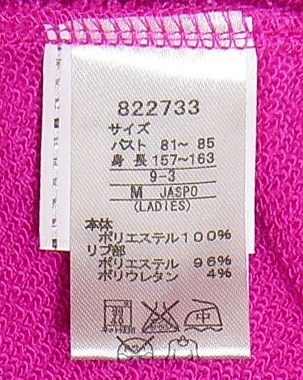 822733
サイズ
バスト 81~ 85
身 長 157~163
9-3
M JASPO
(LADIES)
本体
ポリエステル100%
リブ部
ポリエステル 96%
ポリウレタン 4%
中